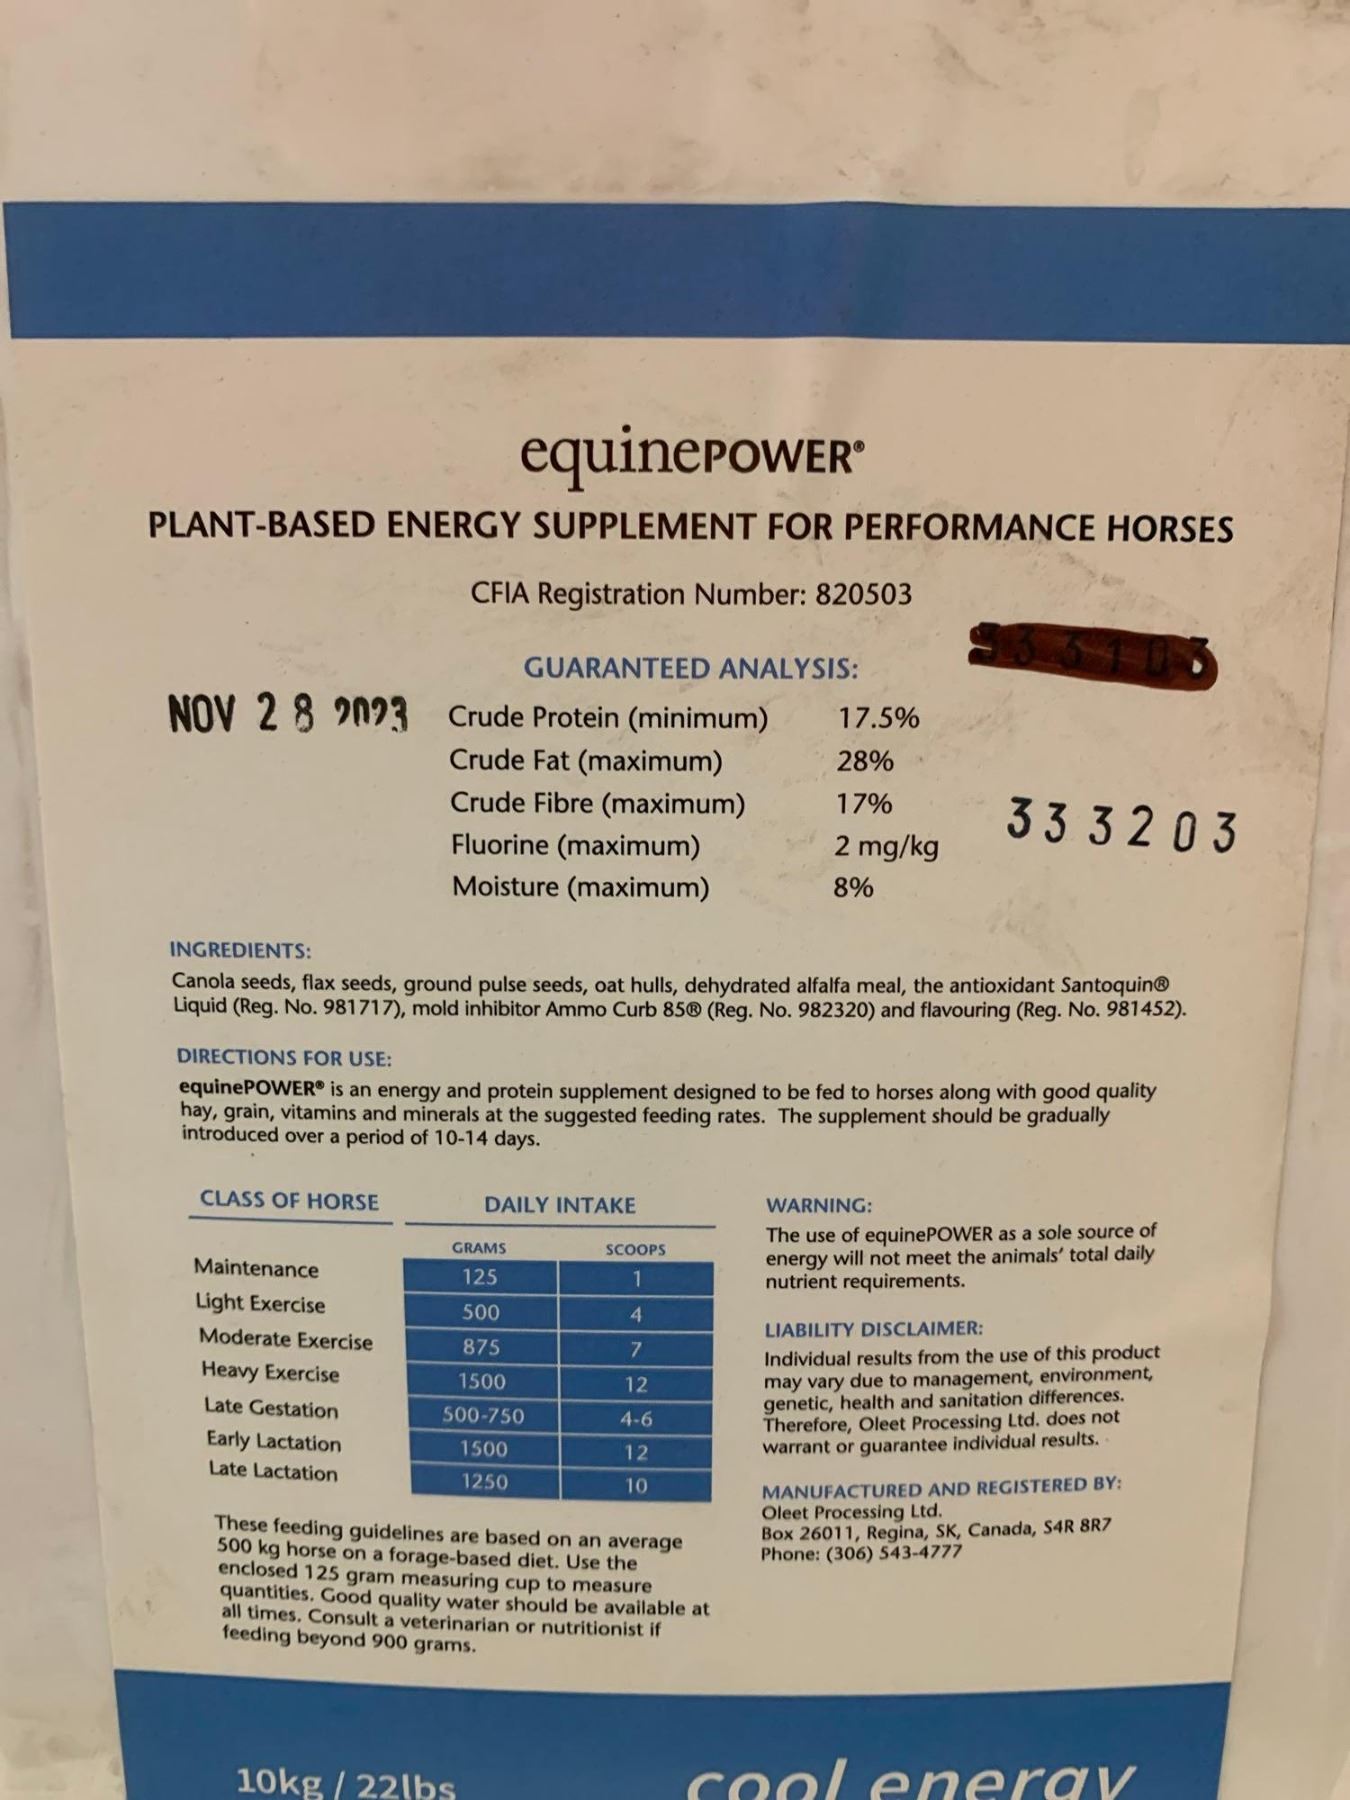 equinePOWER®
PLANT-BASED ENERGY SUPPLEMENT FOR PERFORMANCE HORSES
CFIA Registration Number: 820503
333103
GUARANTEED ANALYSIS:
NOV 28 2023
Crude Protein (minimum) 17.5%
Crude Fat (maximum) 28%
Crude Fibre (maximum) 17%
333203
Fluorine (maximum) 2 mg/kg
Moisture (maximum) 8%
INGREDIENTS:
Canola seeds, flax seeds, ground pulse seeds, oat hulls, dehydrated alfalfa meal, the antioxidant Santoquin®
Liquid (Reg. No. 981717), mold inhibitor Ammo Curb 85® (Reg. No. 982320) and flavouring (Reg. No. 981452).
DIRECTIONS FOR USE:
equinePOWER® is an energy and protein supplement designed to be fed to horses along with good quality
hay, grain, vitamins and minerals at the suggested feeding rates. The supplement should be gradually
introduced over a period of 10-14 days.
CLASS OF HORSE DAILY INTAKE
GRAMS SCOOPS
Maintenance 125 1
Light Exercise 500 4
Moderate Exercise 875 7
Heavy Exercise 1500 12
Late Gestation 500-750 4-6
Early Lactation 1500 12
Late Lactation 1250 10
These feeding guidelines are based on an average
500 kg horse on a forage-based diet. Use the
enclosed 125 gram measuring cup to measure
quantities. Good quality water should be available at
all times. Consult a veterinarian or nutritionist if
feeding beyond 900 grams.
WARNING:
The use of equinePOWER as a sole source of
energy will not meet the animals' total daily
nutrient requirements.
LIABILITY DISCLAIMER:
Individual results from the use of this product
may vary due to management, environment,
genetic, health and sanitation differences.
Therefore, Oleet Processing Ltd. does not
warrant or guarantee individual results.
MANUFACTURED AND REGISTERED BY:
Oleet Processing Ltd.
Box 26011, Regina, SK, Canada, S4R 8R7
Phone: (306) 543-4777
10kg / 22lbs
cool energy